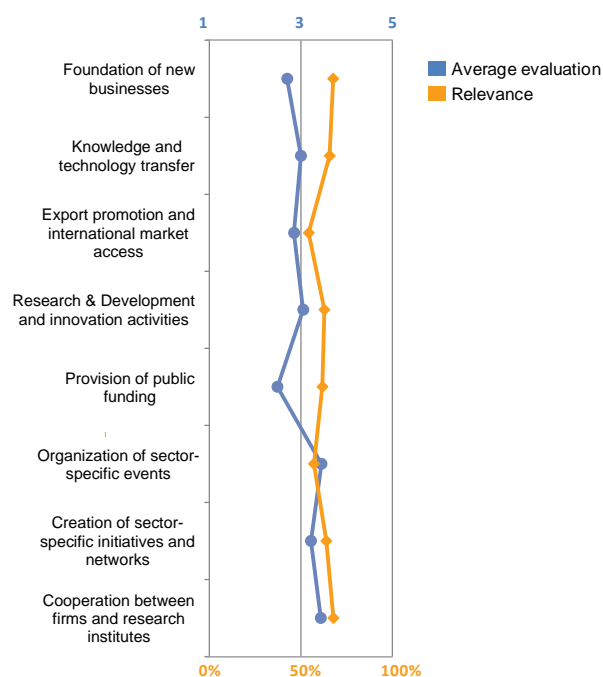 1 3 5
Foundation of new
businesses
Average evaluation
Relevance
Knowledge and
technology transfer
Export promotion and
international market
access
Research & Development
and innovation activities
Provision of public
funding
Organization of sector-
specific events
Creation of sector-
specific initiatives and
networks
Cooperation between
firms and research
institutes
0% 50% 100%